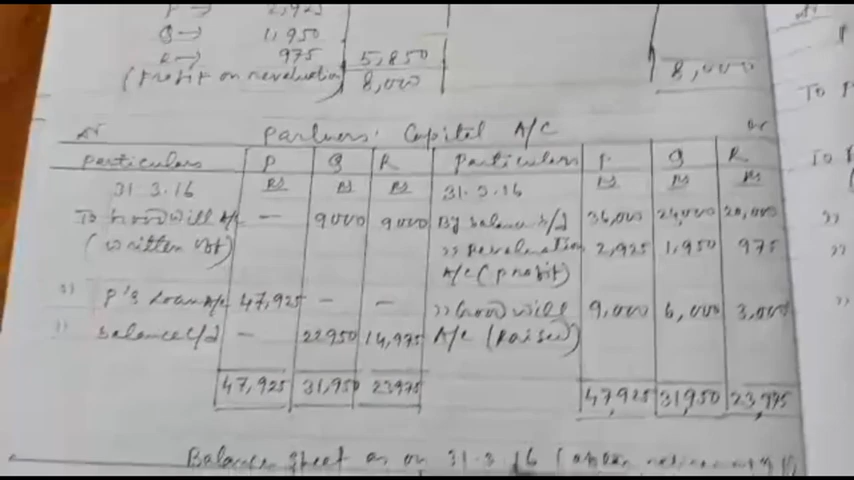 P → 2,925
Q → 1,950
R → 975 5,850
(Profit on revaluation) 8,000 8,000
Dr Partners' Capital A/C Cr
Particulars P Q R Particulars P Q R
31 3.16 Rs Rs Rs 31.3.16 Rs Rs Rs
To Goodwill A/c — 9000 9000 By balance b/d 36,000 24,000 20,000
(written off) " Revaluation 2,925 1,950 975
A/c (profit)
" P's Loan A/c 47,925 — — " Goodwill 9,000 6,000 3,000
" balance c/d — 22950 14,975 A/c (Raised)
47,925 31,950 23975 47,925 31,950 23,975
Balance Sheet as on 31.3.16